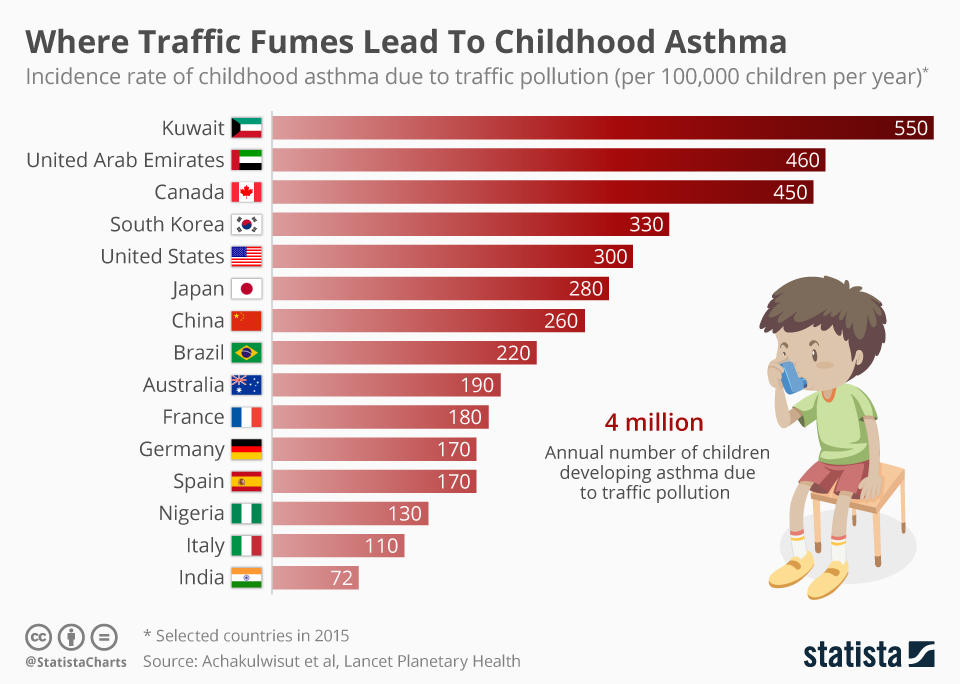 Where Traffic Fumes Lead To Childhood Asthma
Incidence rate of childhood asthma due to traffic pollution (per 100,000 children per year)*
Kuwait 550
United Arab Emirates 460
Canada 450
South Korea 330
United States 300
Japan 280
China 260
Brazil 220
Australia 190
France 180
Germany 170
Spain 170
Nigeria 130
Italy 110
India 72
4 million
Annual number of children
developing asthma due
to traffic pollution
cc
@StatistaCharts
* Selected countries in 2015
Source: Achakulwisut et al, Lancet Planetary Health
statista